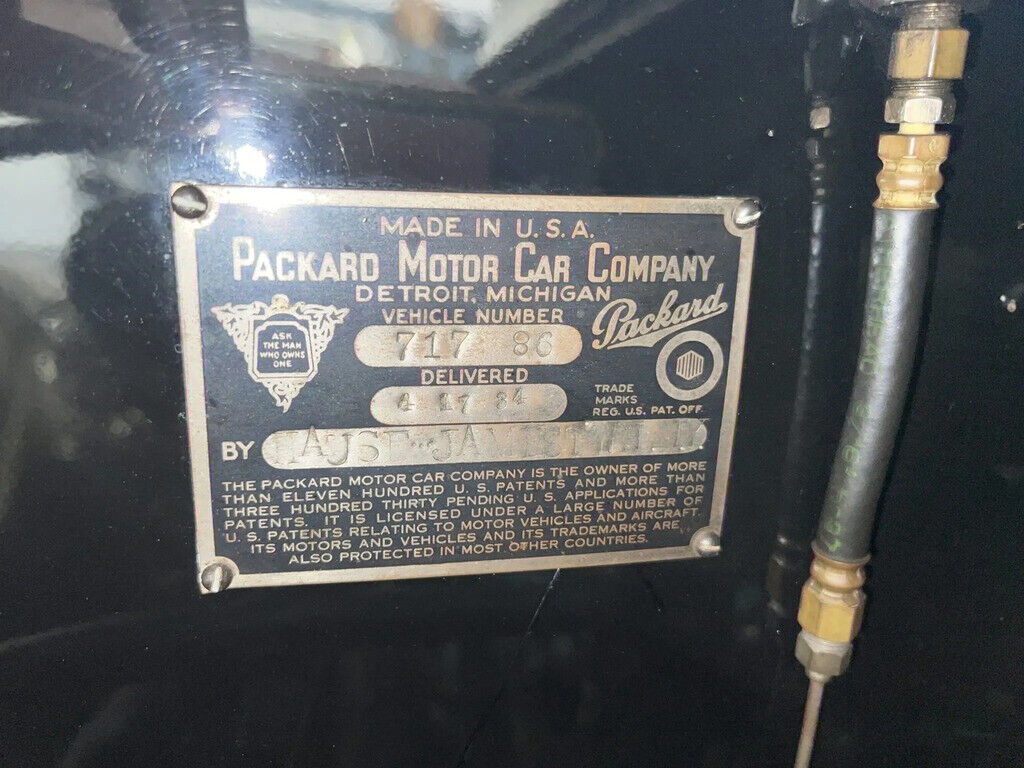 MADE IN U.S.A.
PACKARD MOTOR CAR COMPANY
DETROIT, MICHIGAN
VEHICLE NUMBER
717 86
Packard
ASK
THE MAN
WHO OWNS
ONE
DELIVERED
4 17 34
TRADE
MARKS
REG. U.S. PAT. OFF.
BY
THE PACKARD MOTOR CAR COMPANY IS THE OWNER OF MORE
THAN ELEVEN HUNDRED U.S. PATENTS AND MORE THAN
THREE HUNDRED THIRTY PENDING U.S. APPLICATIONS FOR
PATENTS. IT IS LICENSED UNDER A LARGE NUMBER OF
U.S. PATENTS RELATING TO MOTOR VEHICLES AND AIRCRAFT.
ITS MOTORS AND VEHICLES AND ITS TRADEMARKS ARE
ALSO PROTECTED IN MOST OTHER COUNTRIES.